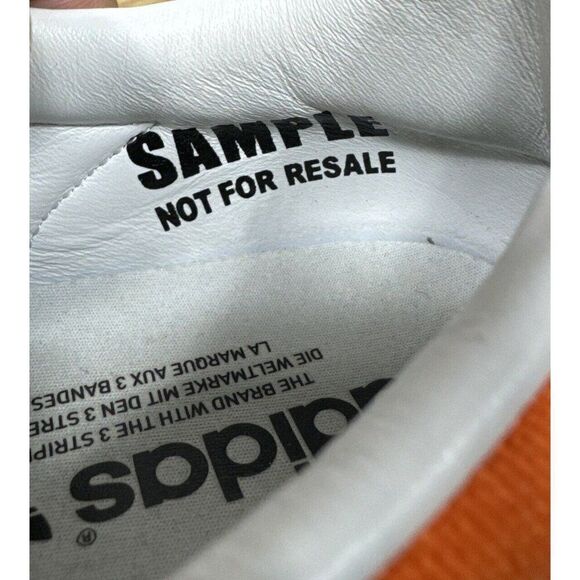 SAMPLE
NOT FOR RESALE
adidas®
THE BRAND WITH THE 3
DIE WELTMARKE MIT DEN 3
LA MARQUE AUX 3 BANDES